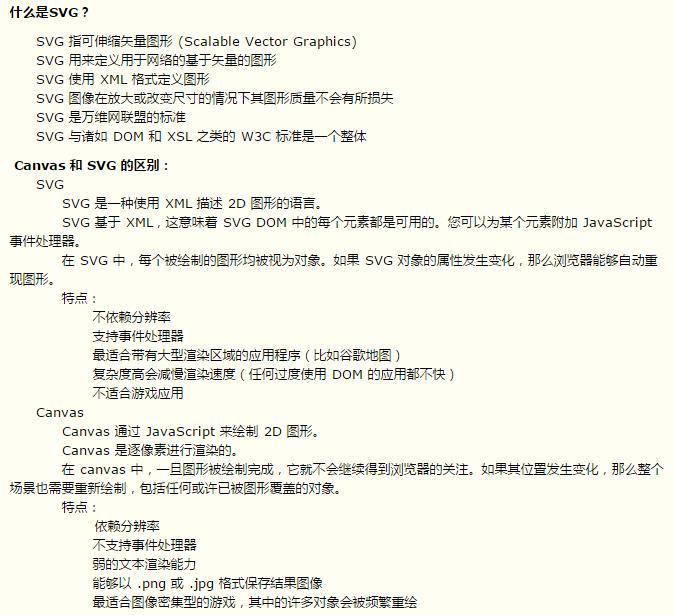 什么是SVG？
SVG 指可伸缩矢量图形 (Scalable Vector Graphics)
SVG 用来定义用于网络的基于矢量的图形
SVG 使用 XML 格式定义图形
SVG 图像在放大或改变尺寸的情况下其图形质量不会有所损失
SVG 是万维网联盟的标准
SVG 与诸如 DOM 和 XSL 之类的 W3C 标准是一个整体
Canvas 和 SVG 的区别：
SVG
SVG 是一种使用 XML 描述 2D 图形的语言。
SVG 基于 XML，这意味着 SVG DOM 中的每个元素都是可用的。您可以为某个元素附加 JavaScript
事件处理器。
在 SVG 中，每个被绘制的图形均被视为对象。如果 SVG 对象的属性发生变化，那么浏览器能够自动重
现图形。
特点：
不依赖分辨率
支持事件处理器
最适合带有大型渲染区域的应用程序（比如谷歌地图）
复杂度高会减慢渲染速度（任何过度使用 DOM 的应用都不快）
不适合游戏应用
Canvas
Canvas 通过 JavaScript 来绘制 2D 图形。
Canvas 是逐像素进行渲染的。
在 canvas 中，一旦图形被绘制完成，它就不会继续得到浏览器的关注。如果其位置发生变化，那么整个
场景也需要重新绘制，包括任何或许已被图形覆盖的对象。
特点：
依赖分辨率
不支持事件处理器
弱的文本渲染能力
能够以 .png 或 .jpg 格式保存结果图像
最适合图像密集型的游戏，其中的许多对象会被频繁重绘